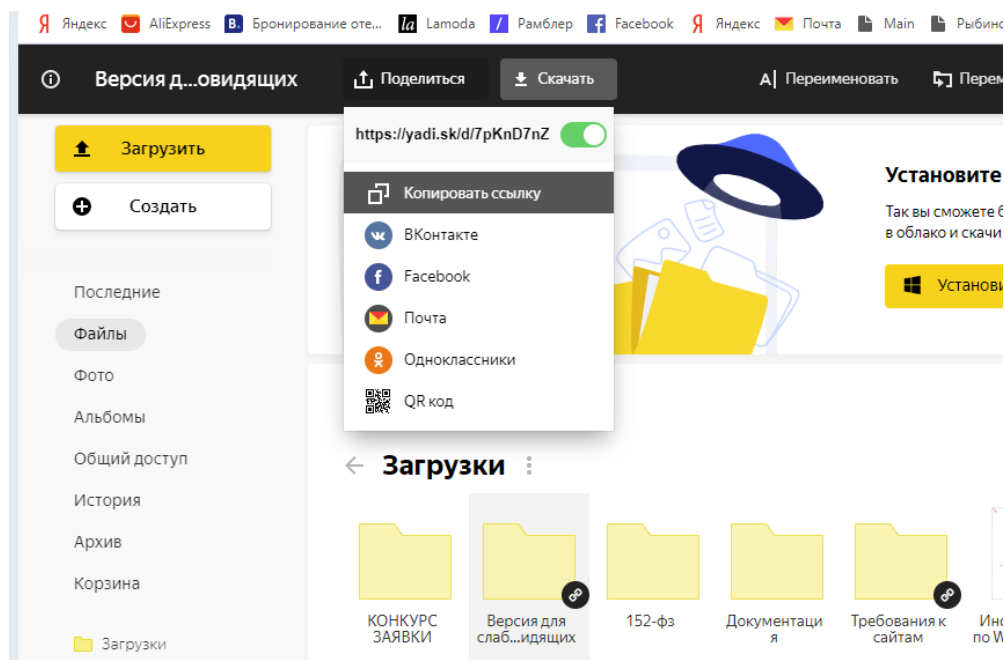 Яндекс AliExpress Бронирование оте... Lamoda Рамблер Facebook Яндекс Почта Main Рыбинс
Версия д...овидящих Поделиться Скачать Переименовать Перем
https://yadi.sk/d/7pKnD7nZ
Загрузить
Копировать ссылку
Установите
Создать
ВКонтакте
Так вы сможете б
в облако и скачи
Facebook
Установи
Последние
Почта
Файлы
Одноклассники
Фото
QR код
Альбомы
Общий доступ
Загрузки
История
Архив
Корзина
КОНКУРС ЗАЯВКИ
Версия для слаб...идящих
152-фз
Документаци я
Требования к сайтам
Инс по W
Загрузки